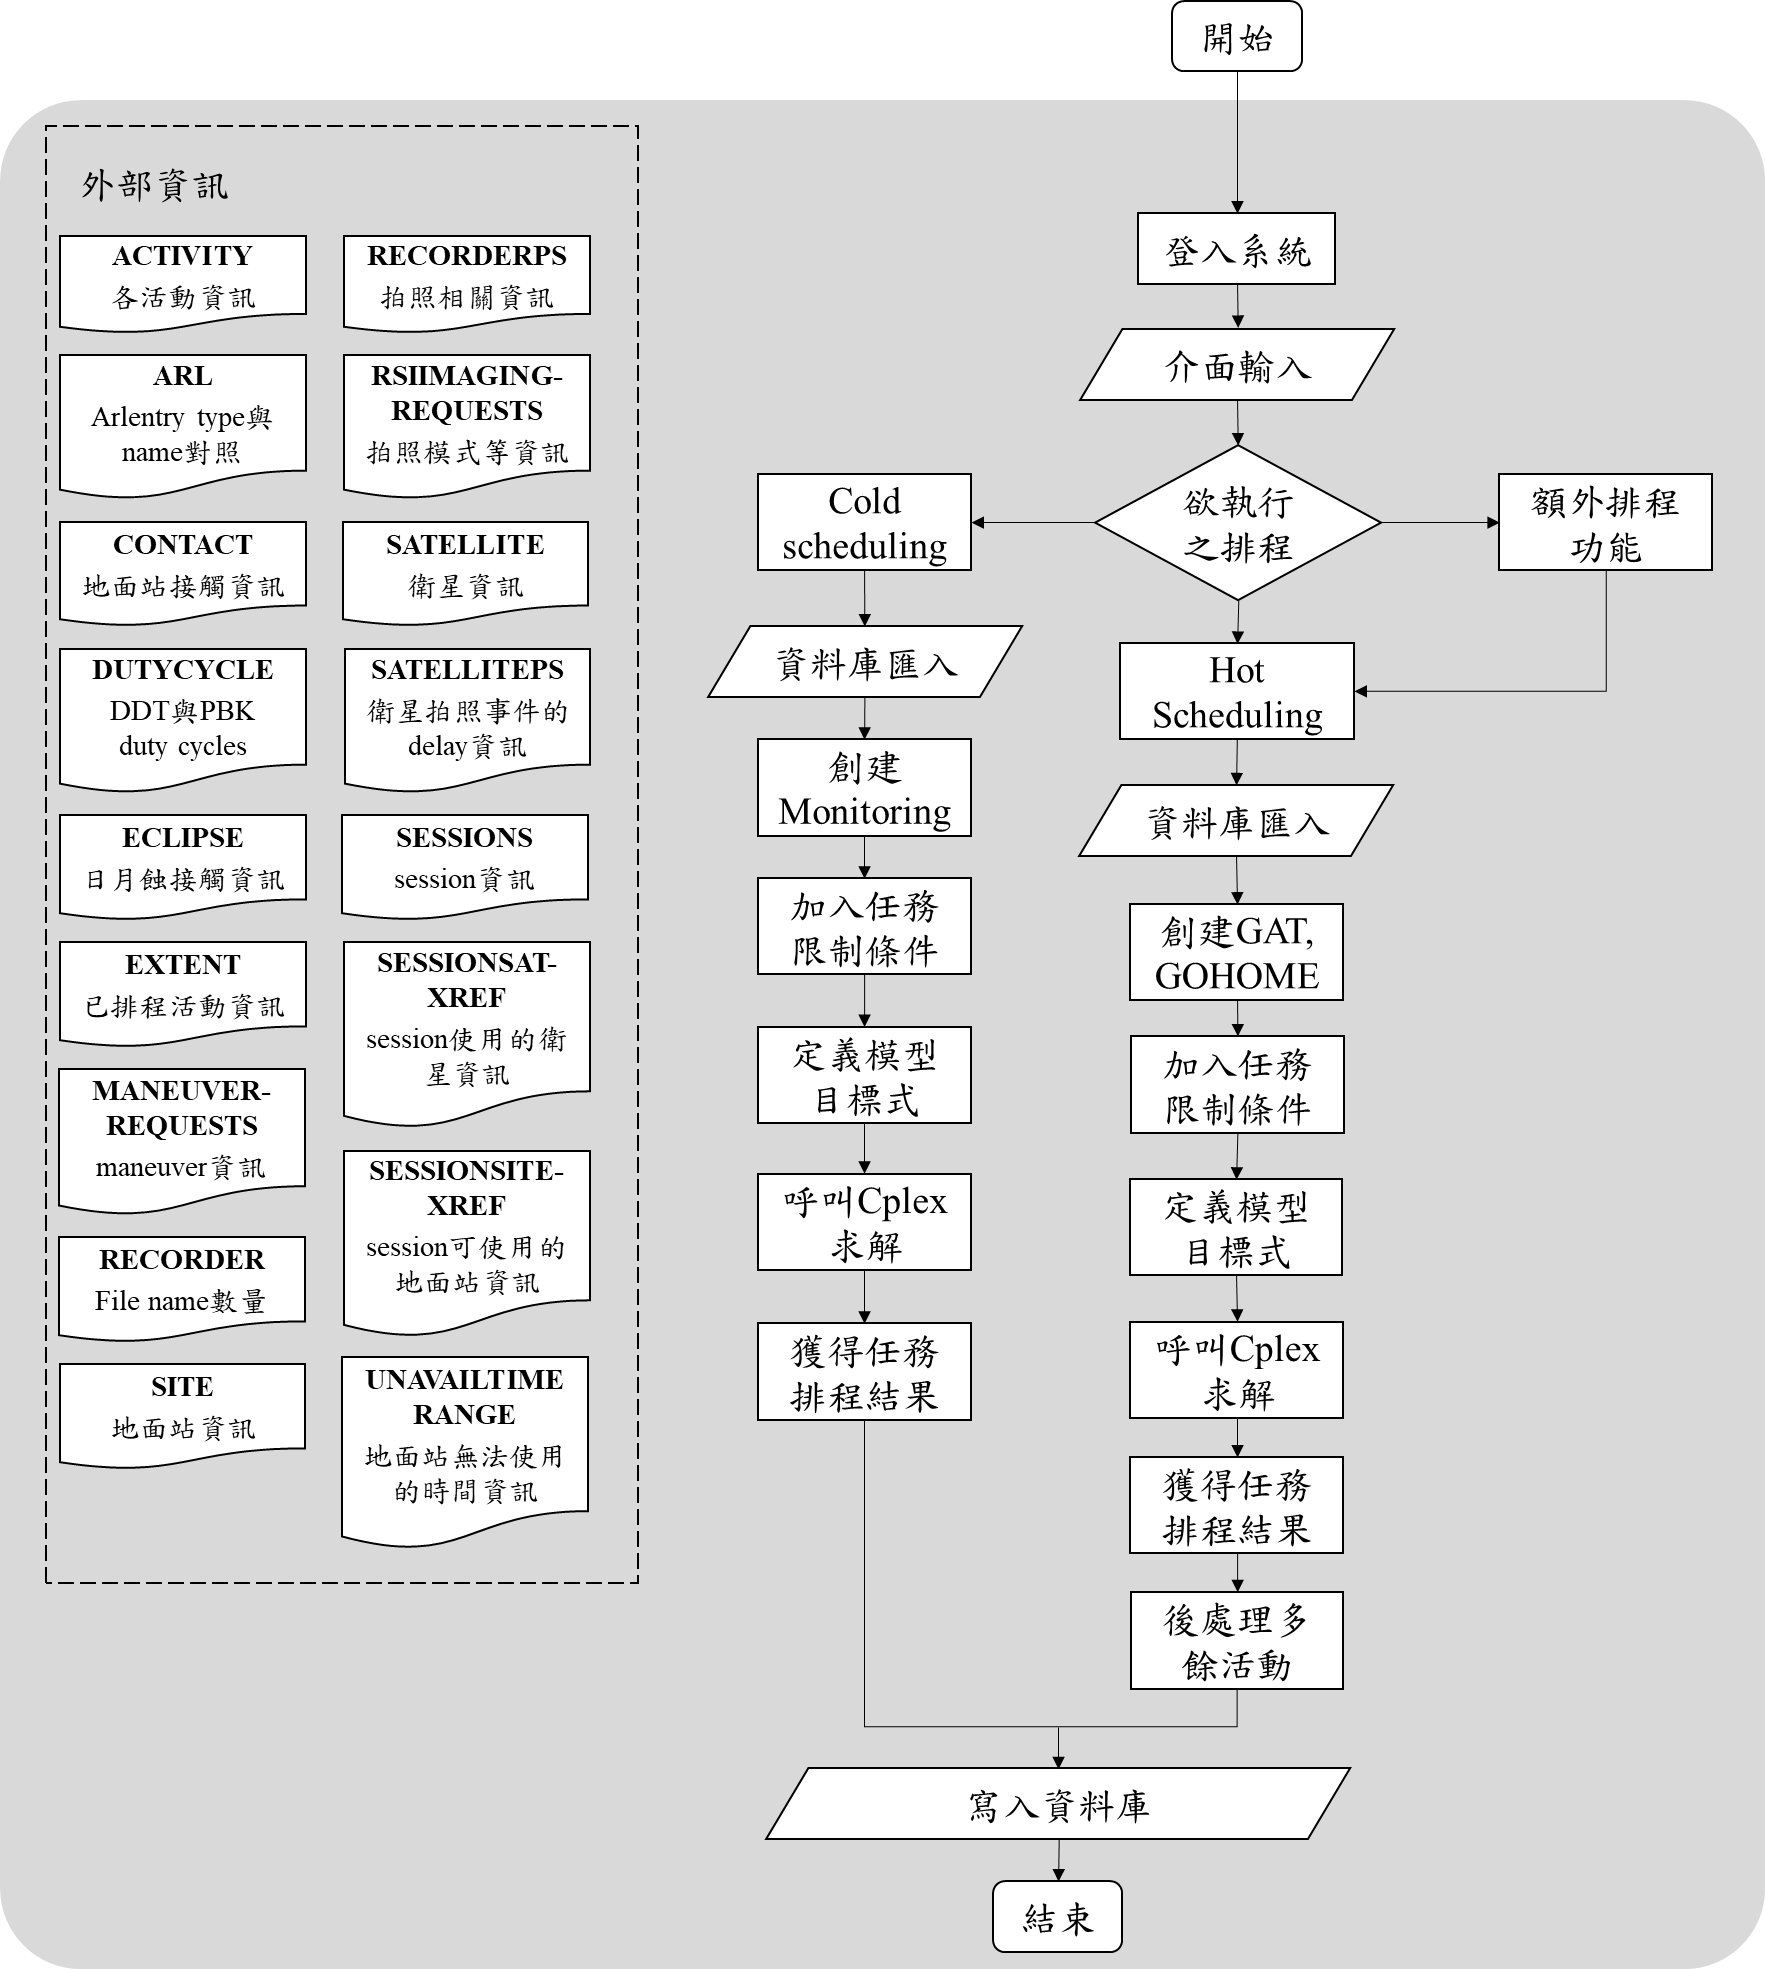 開始
外部資訊
ACTIVITY
各活動資訊
ARL
Arlentry type與
name對照
CONTACT
地面站接觸資訊
DUTYCYCLE
DDT與PBK
duty cycles
ECLIPSE
日月蝕接觸資訊
EXTENT
已排程活動資訊
MANEUVER-
REQUESTS
maneuver資訊
RECORDER
File name數量
SITE
地面站資訊
RECORDERPS
拍照相關資訊
RSIIMAGING-
REQUESTS
拍照模式等資訊
SATELLITE
衛星資訊
SATELLITEPS
衛星拍照事件的
delay資訊
SESSIONS
session資訊
SESSIONSAT-
XREF
session使用的衛
星資訊
SESSIONSITE-
XREF
session可使用的
地面站資訊
UNAVAILTIME
RANGE
地面站無法使用
的時間資訊
登入系統
介面輸入
欲執行
之排程
Cold
scheduling
資料庫匯入
創建
Monitoring
加入任務
限制條件
定義模型
目標式
呼叫Cplex
求解
獲得任務
排程結果
額外排程
功能
Hot
Scheduling
資料庫匯入
創建GAT,
GOHOME
加入任務
限制條件
定義模型
目標式
呼叫Cplex
求解
獲得任務
排程結果
後處理多
餘活動
寫入資料庫
結束